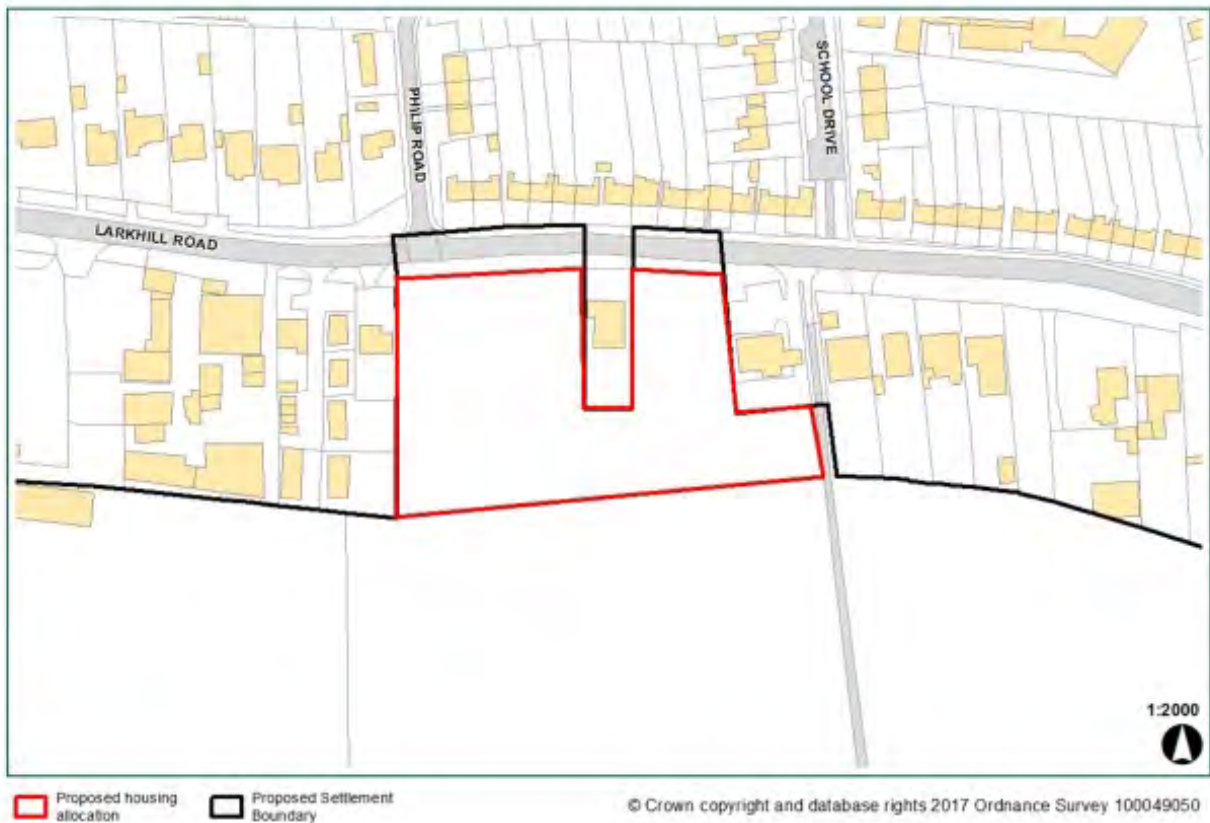 SCHOOL DRIVE
PHILIP ROAD
LARKHILL ROAD
1:2000
Proposed housing
allocation
Proposed Settlement
Boundary
© Crown copyright and database rights 2017 Ordnance Survey 100049050